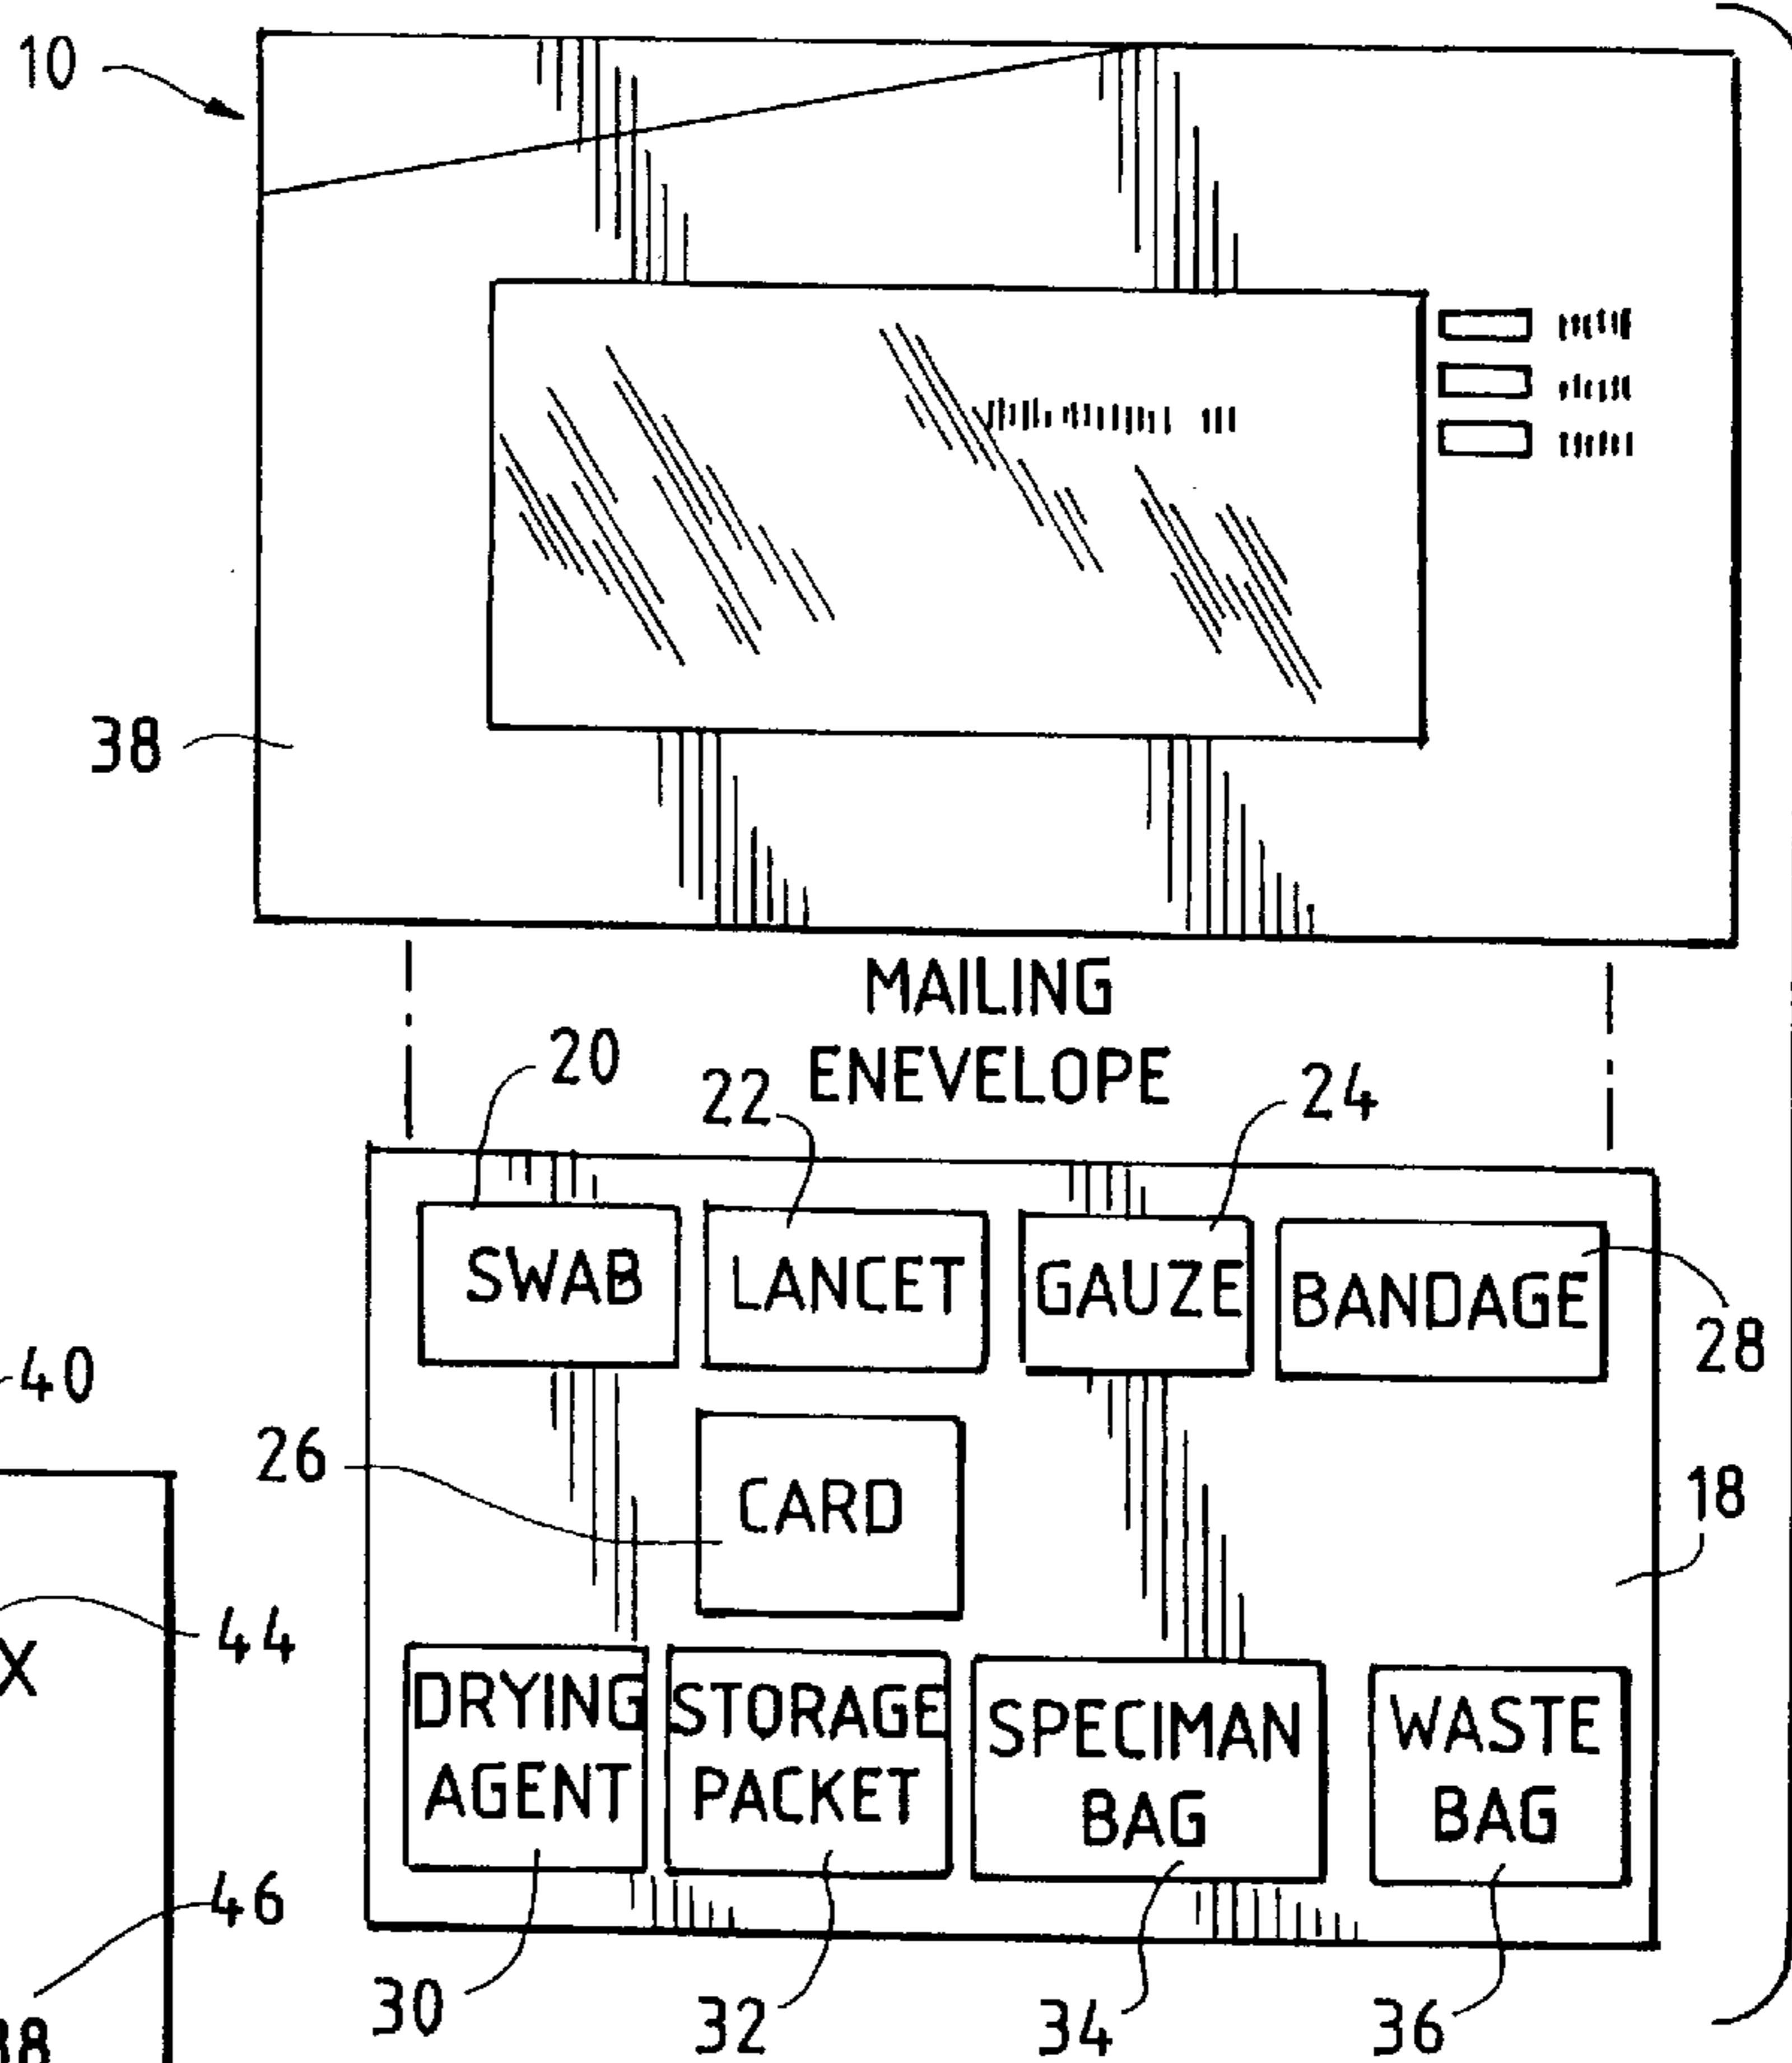 10
38
MAILING
ENEVELOPE
20
22
24
SWAB
LANCET
GAUZE
BANDAGE
28
40
26
CARD
18
44
X
DRYING
AGENT
STORAGE
PACKET
SPECIMAN
BAG
WASTE
BAG
46
30
32
34
36
38